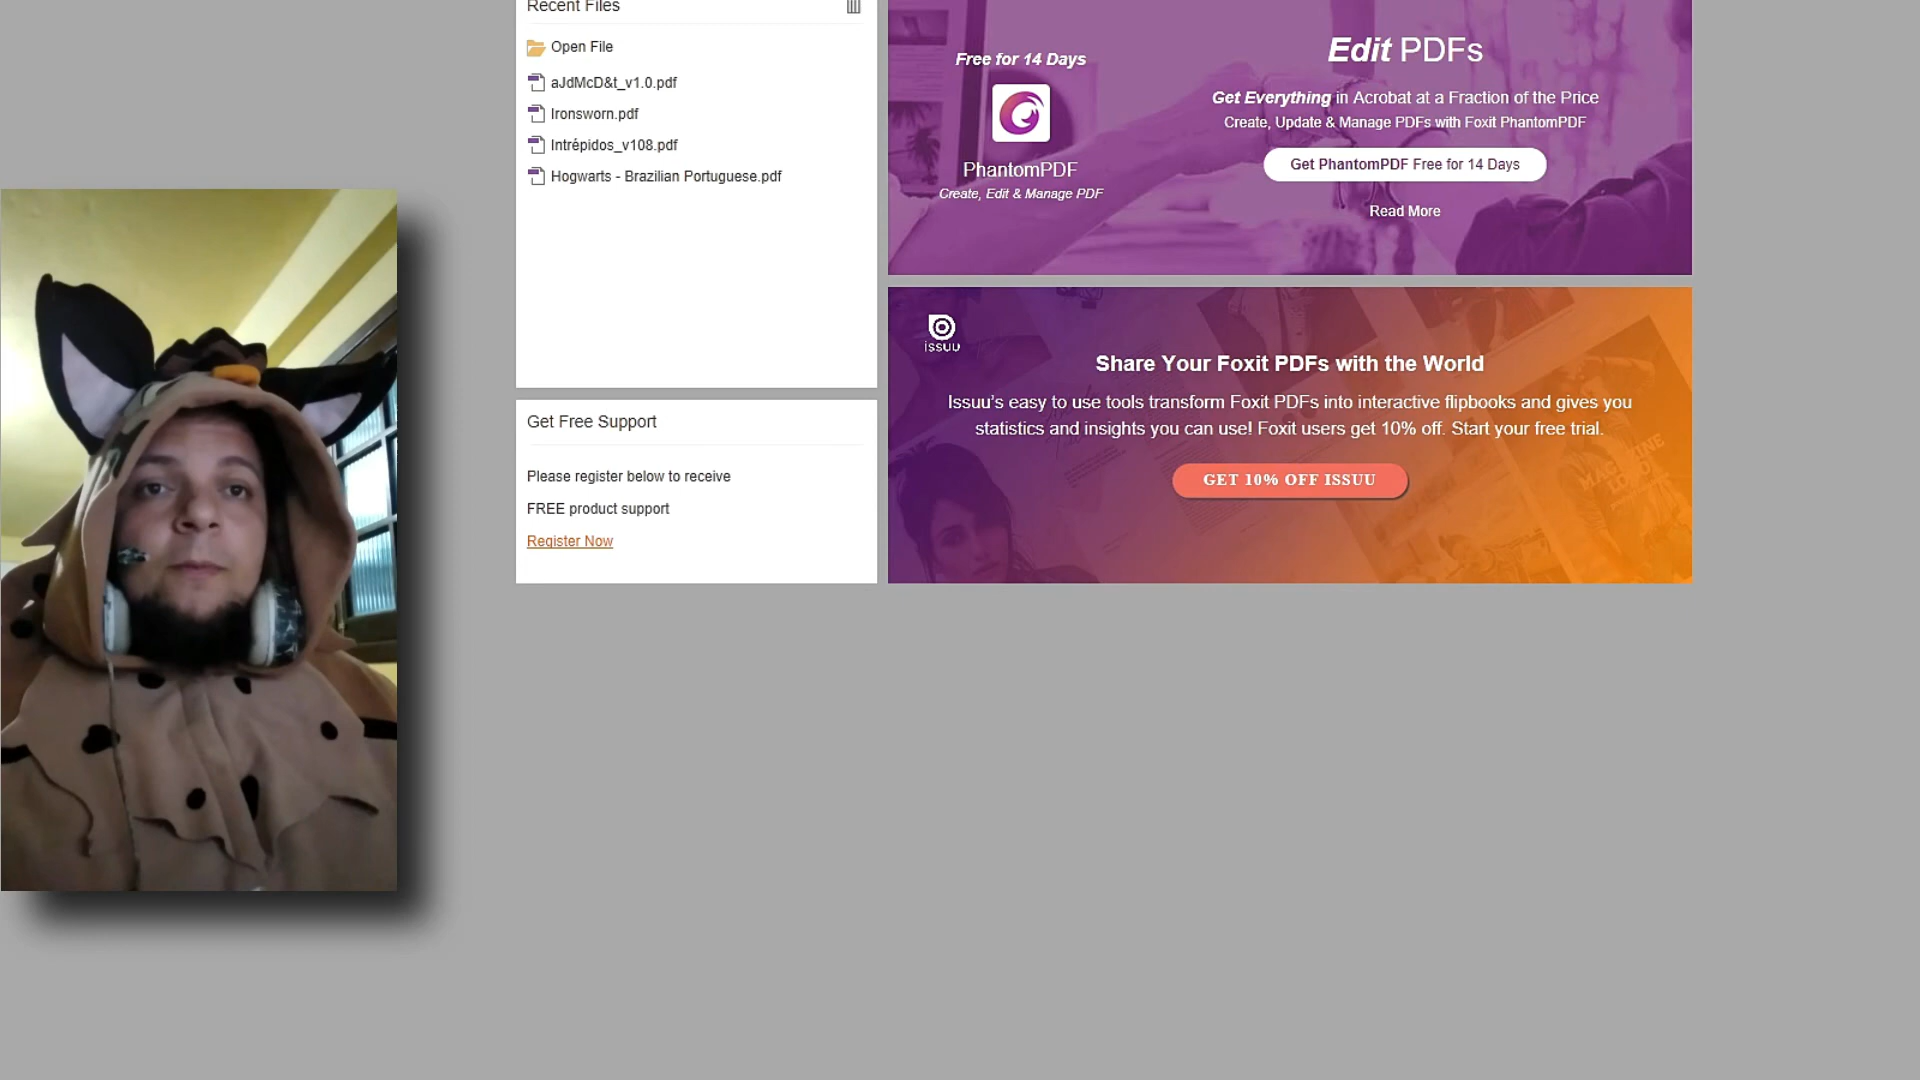 Recent Files
Open File
aJdMcD&t_v1.0.pdf
Ironsworn.pdf
Intrépidos_v108.pdf
Hogwarts - Brazilian Portuguese.pdf
Get Free Support
Please register below to receive
FREE product support
Register Now
Free for 14 Days
PhantomPDF
Create, Edit & Manage PDF
Edit PDFs
Get Everything in Acrobat at a Fraction of the Price
Create, Update & Manage PDFs with Foxit PhantomPDF
Get PhantomPDF Free for 14 Days
Read More
issuu
Share Your Foxit PDFs with the World
Issuu's easy to use tools transform Foxit PDFs into interactive flipbooks and gives you
statistics and insights you can use! Foxit users get 10% off. Start your free trial.
GET 10% OFF ISSUU